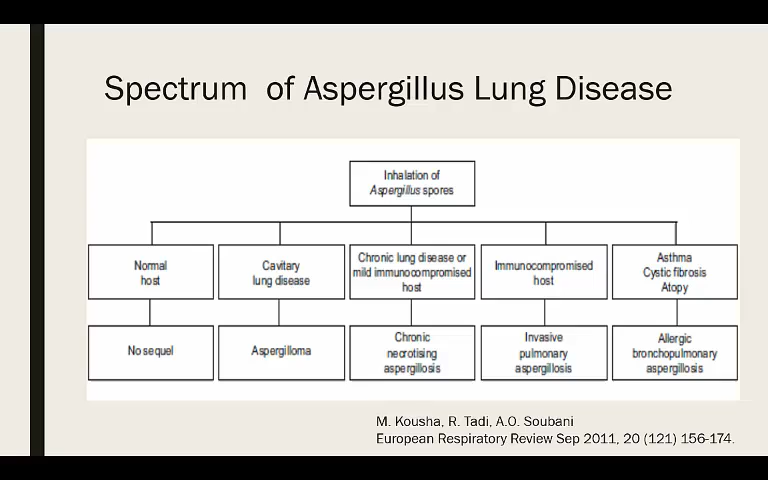 Spectrum of Aspergillus Lung Disease
Inhalation of
Aspergillus spores
Normal
host
Cavitary
lung disease
Chronic lung disease or
mild immunocompromised
host
Immunocompromised
host
Asthma
Cystic fibrosis
Atopy
No sequel
Aspergilloma
Chronic
necrotising
aspergillosis
Invasive
pulmonary
aspergillosis
Allergic
bronchopulmonary
aspergillosis
M. Kousha, R. Tadi, A.O. Soubani
European Respiratory Review Sep 2011, 20 (121) 156-174.